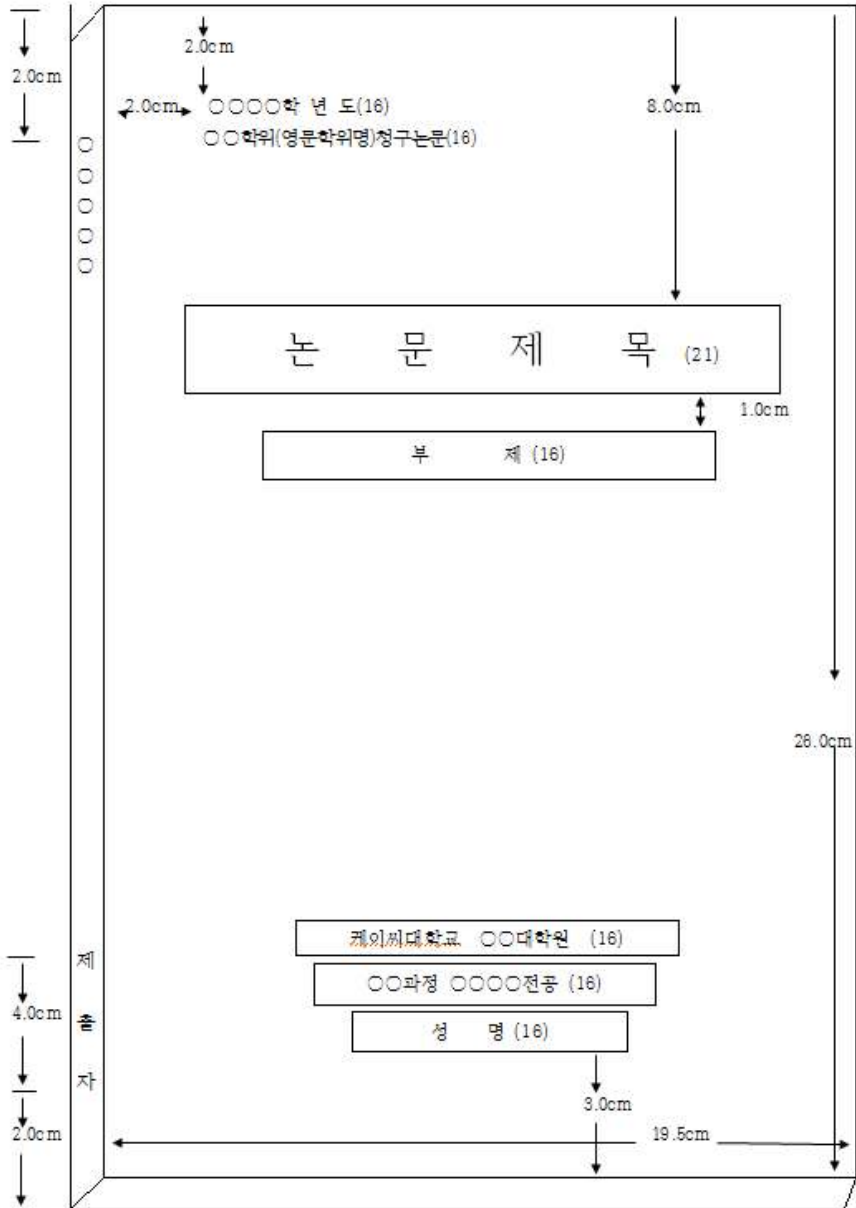 2.0cm
2.0cm
2.0cm
○○○○학 년 도(16)
8.0cm
○○학위(영문학위명)청구논문(16)
○
○
○
○
○
논 문 제 목 (21)
1.0cm
부 제 (16)
26.0cm
케이씨대학교 ○○대학원 (16)
○○과정 ○○○○전공 (16)
성 명 (16)
제
출
자
4.0cm
3.0cm
2.0cm
19.5cm